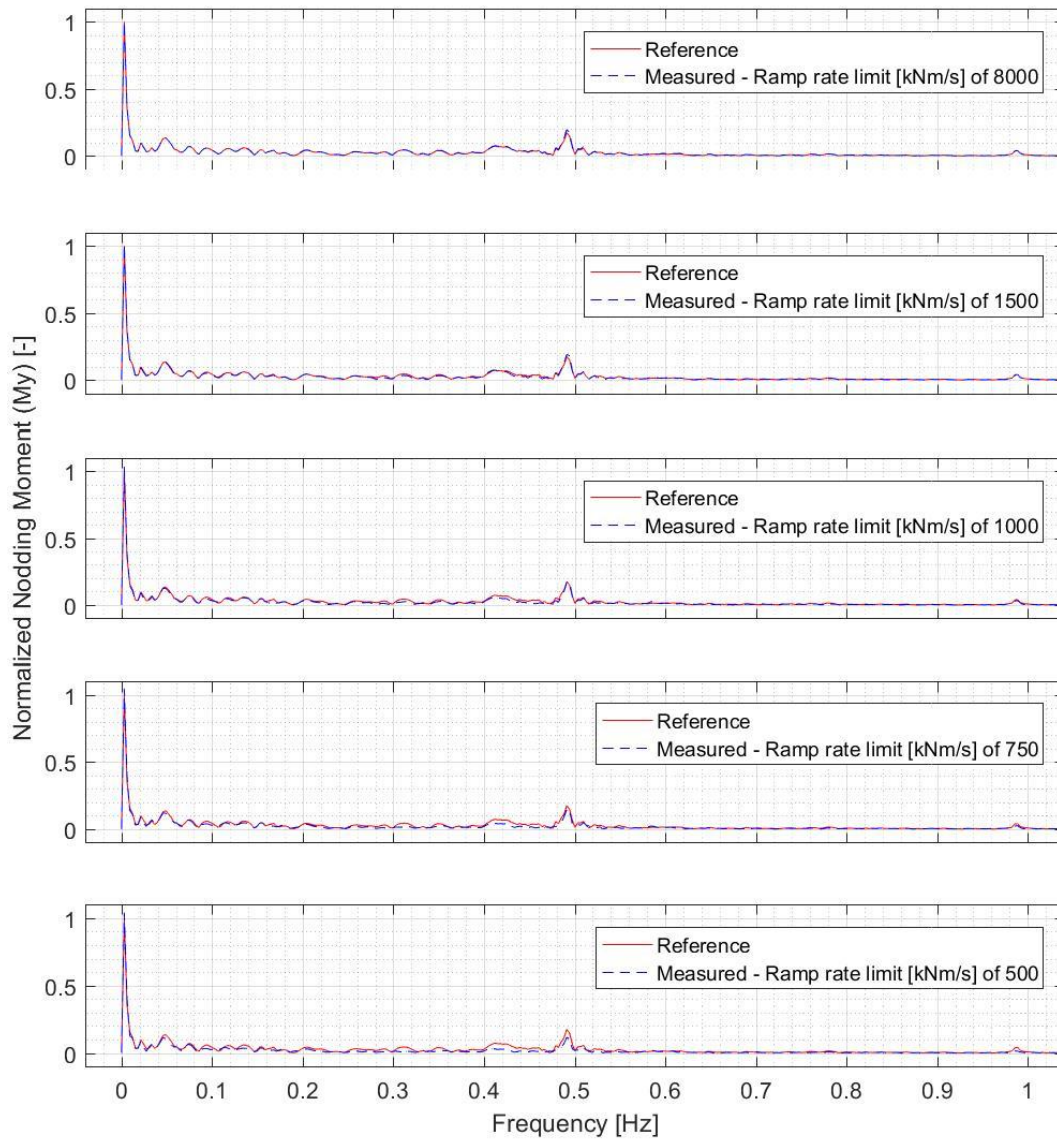 Normalized Nodding Moment (My) [-]
1
0.5
0
Reference
Measured - Ramp rate limit [kNm/s] of 8000
1
0.5
0
Reference
Measured - Ramp rate limit [kNm/s] of 1500
1
0.5
0
Reference
Measured - Ramp rate limit [kNm/s] of 1000
1
0.5
0
Reference
Measured - Ramp rate limit [kNm/s] of 750
1
0.5
0
Reference
Measured - Ramp rate limit [kNm/s] of 500
0 0.1 0.2 0.3 0.4 0.5 0.6 0.7 0.8 0.9 1
Frequency [Hz]